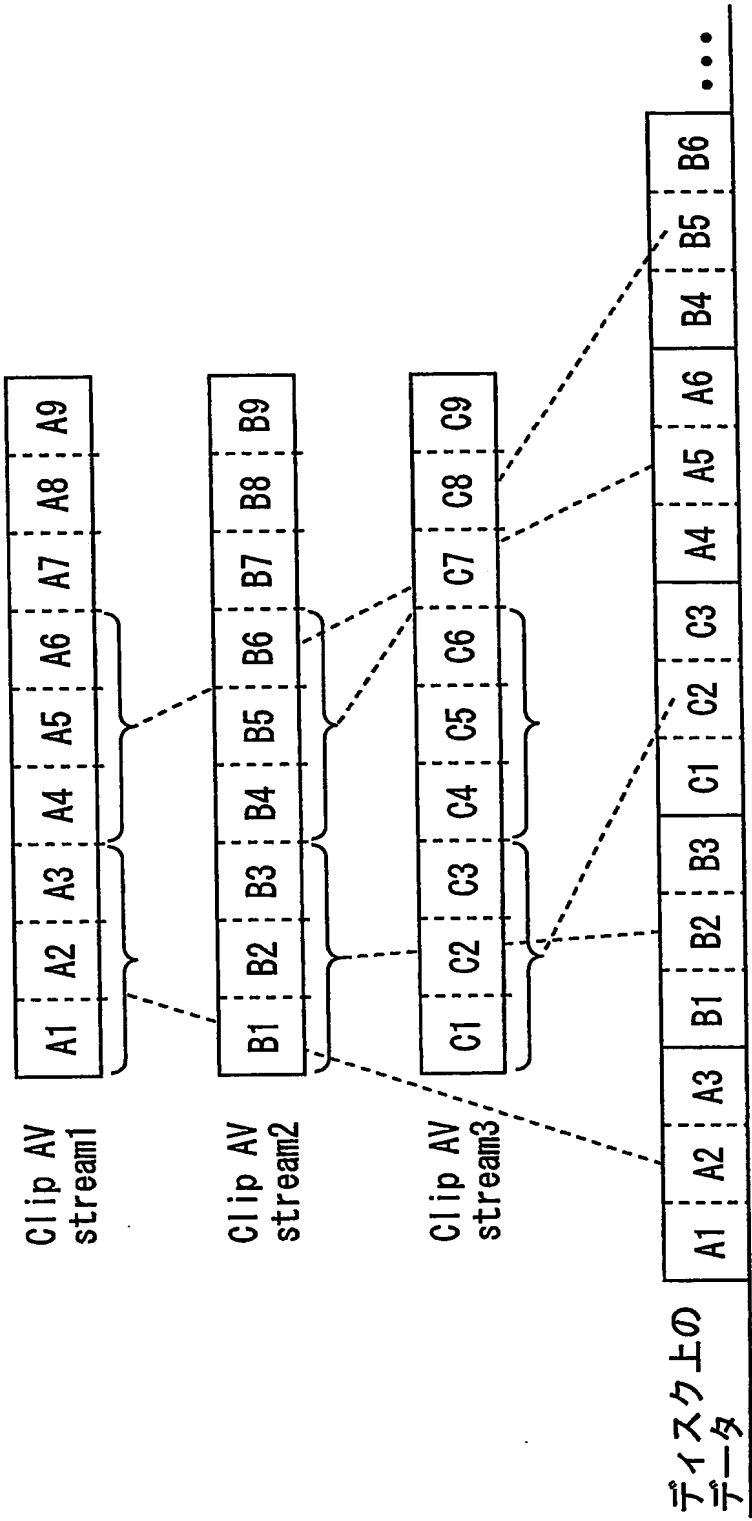 Clip AV
stream1
A1 A2 A3 A4 A5 A6 A7 A8 A9
Clip AV
stream2
B1 B2 B3 B4 B5 B6 B7 B8 B9
Clip AV
stream3
C1 C2 C3 C4 C5 C6 C7 C8 C9
ディスク上の
データ
A1 A2 A3 B1 B2 B3 C1 C2 C3 A4 A5 A6 B4 B5 B6 •••